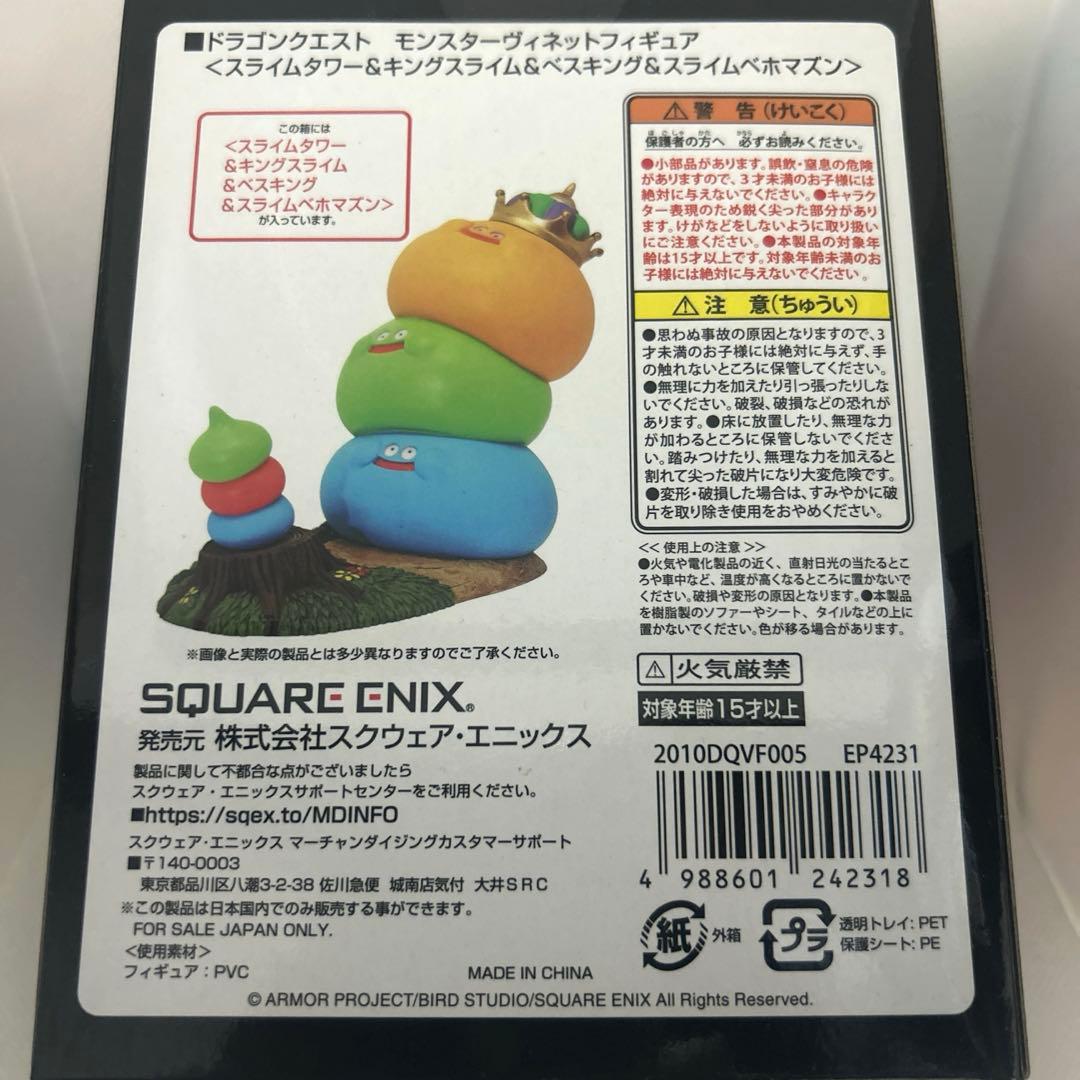 ■ドラゴンクエスト モンスターヴィネットフィギュア
<スライムタワー&キングスライム&ベスキング&スライムベホマズン>
この箱には
<スライムタワー
&キングスライム
&ベスキング
&スライムベホマズン>
が入っています。
⚠警 告(けいこく)
保護者の方へ 必ずお読みください。
●小部品があります。誤飲・窒息の危険
がありますので、3才未満のお子様には
絶対に与えないでください。●キャラク
ター表現のため鋭く尖った部分があり
ます。けがなどをしないように取り扱い
にご注意ください。●本製品の対象年
齢は15才以上です。対象年齢未満のお
子様には絶対に与えないでください。
⚠注 意(ちゅうい)
●思わぬ事故の原因となりますので、3
才未満のお子様には絶対に与えず、手
の触れないところに保管してください。
●無理に力を加えたり引っ張ったりしな
いでください。破裂、破損などの恐れが
あります。●床に放置したり、無理な力
が加わるところに保管しないでくださ
い。踏みつけたり、無理な力を加えると
割れて尖った破片になり大変危険です。
●変形・破損した場合は、すみやかに破
片を取り除き使用をおやめください。
<< 使用上の注意 >>
●火気や電化製品の近く、直射日光の当たるとこ
ろや車中など、温度が高くなるところに置かないで
ください。破損や変形の原因となります。●本製品
を樹脂製のソファーやシート、タイルなどの上に
置かないでください。色が移る場合があります。
⚠火気厳禁
対象年齢15才以上
※画像と実際の製品とは多少異なりますのでご了承ください。
SQUARE ENIX®
発売元 株式会社スクウェア・エニックス
製品に関して不都合な点がございましたら
スクウェア・エニックスサポートセンターをご利用ください。
■https://sqex.to/MDINFO
スクウェア・エニックス マーチャンダイジングカスタマーサポート
■〒140-0003
東京都品川区八潮3-2-38 佐川急便 城南店気付 大井SRC
※この製品は日本国内でのみ販売する事ができます。
FOR SALE JAPAN ONLY.
<使用素材>
フィギュア:PVC
MADE IN CHINA
2010DQVF005 EP4231
4 988601 242318
紙 外箱
プラ 透明トレイ: PET
保護シート: PE
© ARMOR PROJECT/BIRD STUDIO/SQUARE ENIX All Rights Reserved.